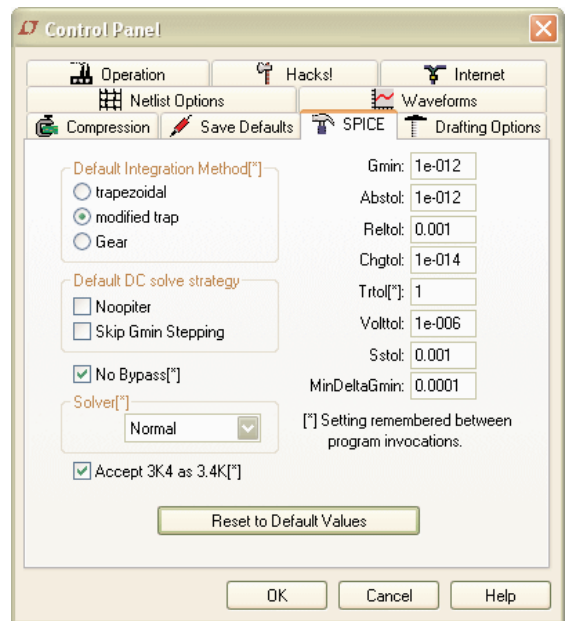 Control Panel
Operation
Hacks!
Internet
Netlist Options
Waveforms
Compression
Save Defaults
SPICE
Drafting Options
Default Integration Method[*]
trapezoidal
modified trap
Gear
Default DC solve strategy
Noopiter
Skip Gmin Stepping
No Bypass[*]
Solver[*]
Normal
Accept 3K4 as 3.4K[*]
Gmin: 1e-012
Abstol: 1e-012
Reltol: 0.001
Chgtol: 1e-014
Trtol[*]: 1
Volttol: 1e-006
Sstol: 0.001
MinDeltaGmin: 0.0001
[*] Setting remembered between
program invocations.
Reset to Default Values
OK
Cancel
Help